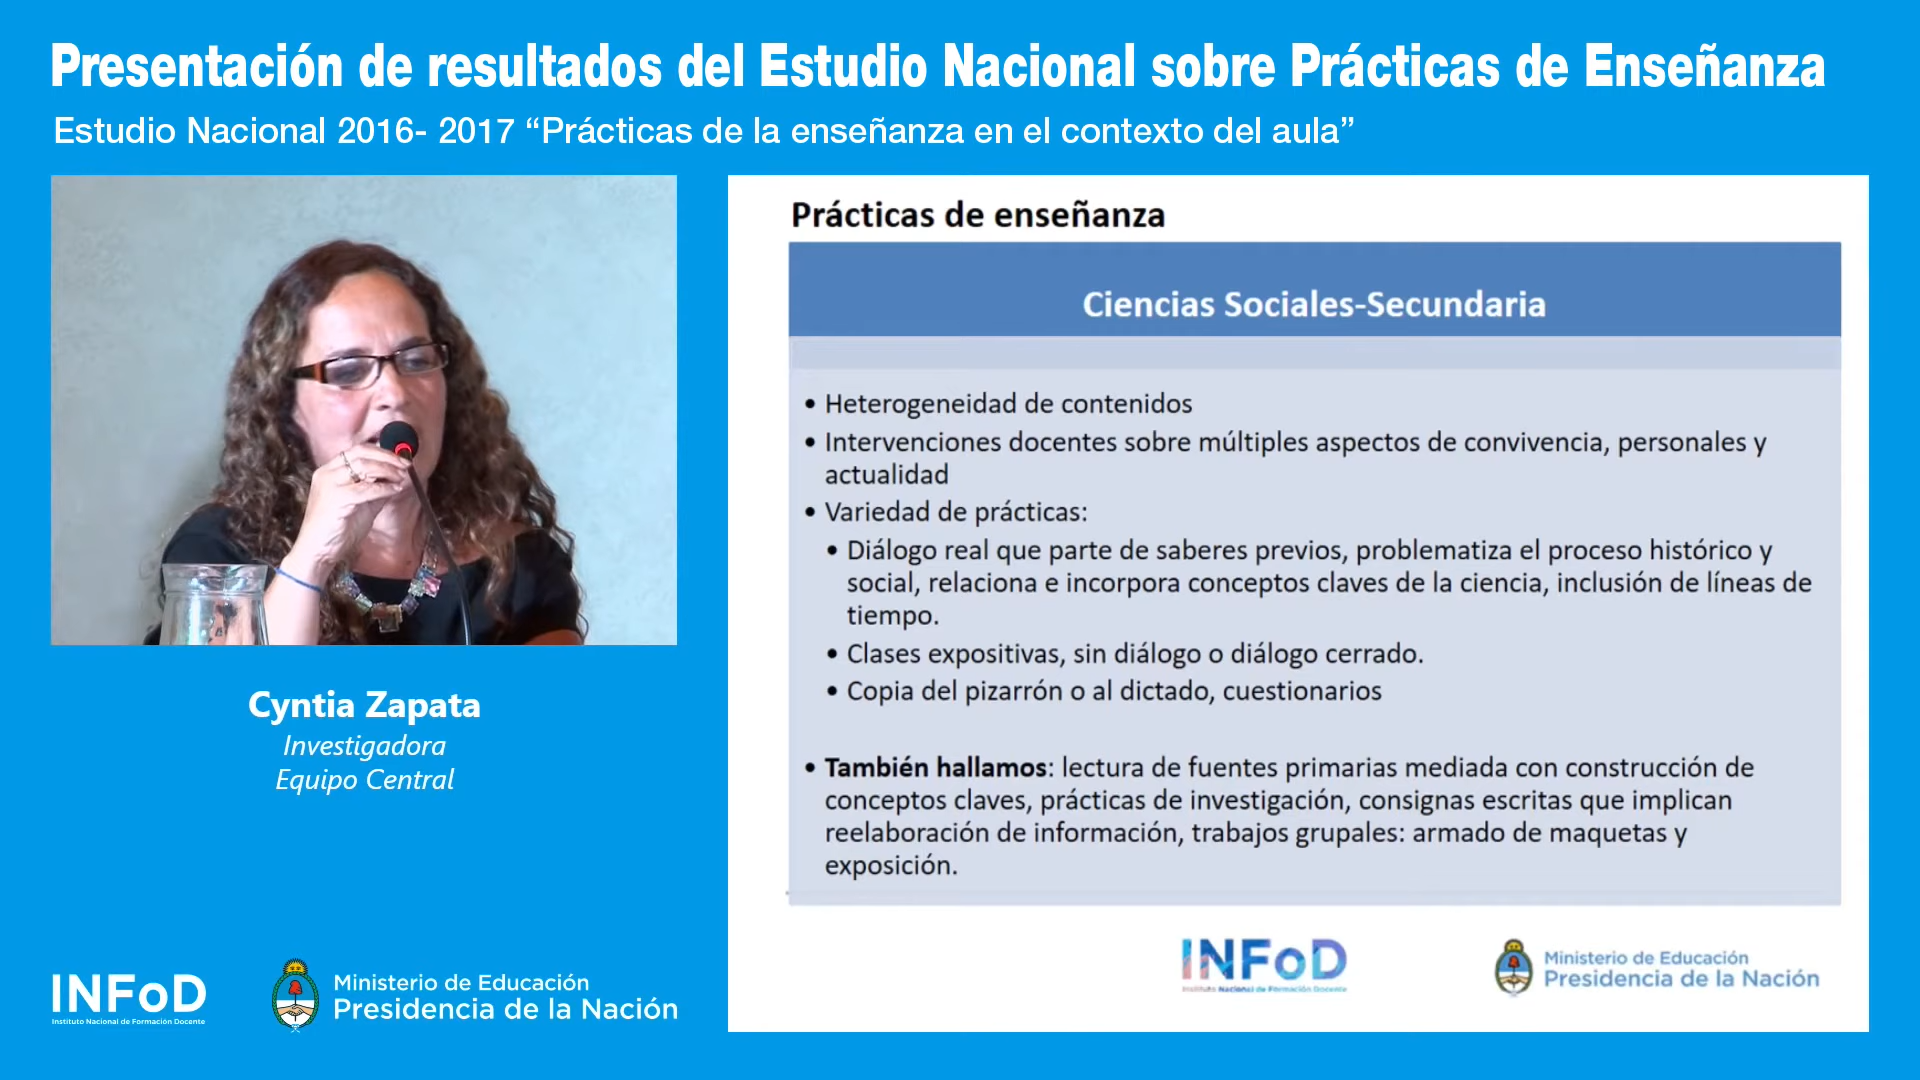 Presentación de resultados del Estudio Nacional sobre Prácticas de Enseñanza
Estudio Nacional 2016- 2017 “Prácticas de la enseñanza en el contexto del aula”
Cyntia Zapata
Investigadora
Equipo Central
INFoD
Instituto Nacional de Formación Docente
Ministerio de Educación
Presidencia de la Nación
Prácticas de enseñanza
Ciencias Sociales-Secundaria
• Heterogeneidad de contenidos
• Intervenciones docentes sobre múltiples aspectos de convivencia, personales y
actualidad
• Variedad de prácticas:
• Diálogo real que parte de saberes previos, problematiza el proceso histórico y
social, relaciona e incorpora conceptos claves de la ciencia, inclusión de líneas de
tiempo.
• Clases expositivas, sin diálogo o diálogo cerrado.
• Copia del pizarrón o al dictado, cuestionarios
• También hallamos: lectura de fuentes primarias mediada con construcción de
conceptos claves, prácticas de investigación, consignas escritas que implican
reelaboración de información, trabajos grupales: armado de maquetas y
exposición.
INFoD
Instituto Nacional de Formación Docente
Ministerio de Educación
Presidencia de la Nación